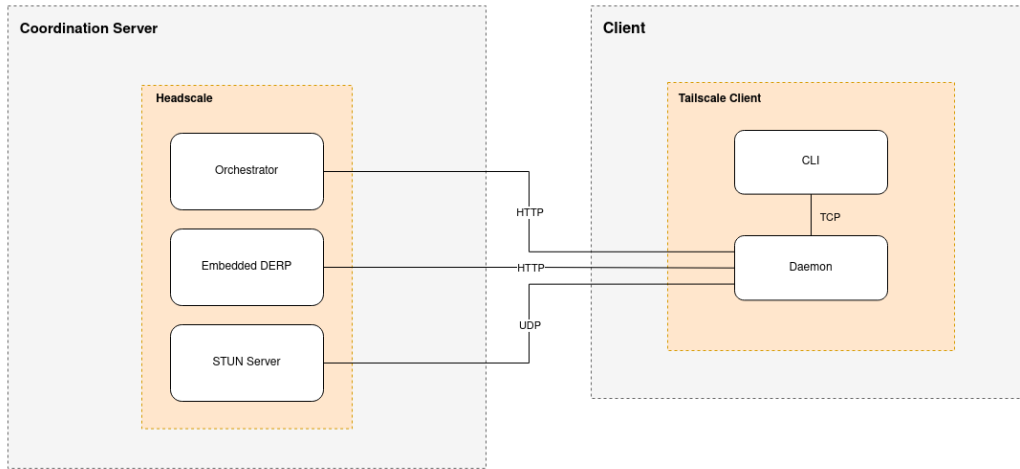 Coordination Server
Client
Headscale
Tailscale Client
Orchestrator
CLI
HTTP
TCP
Embedded DERP
HTTP
Daemon
UDP
STUN Server